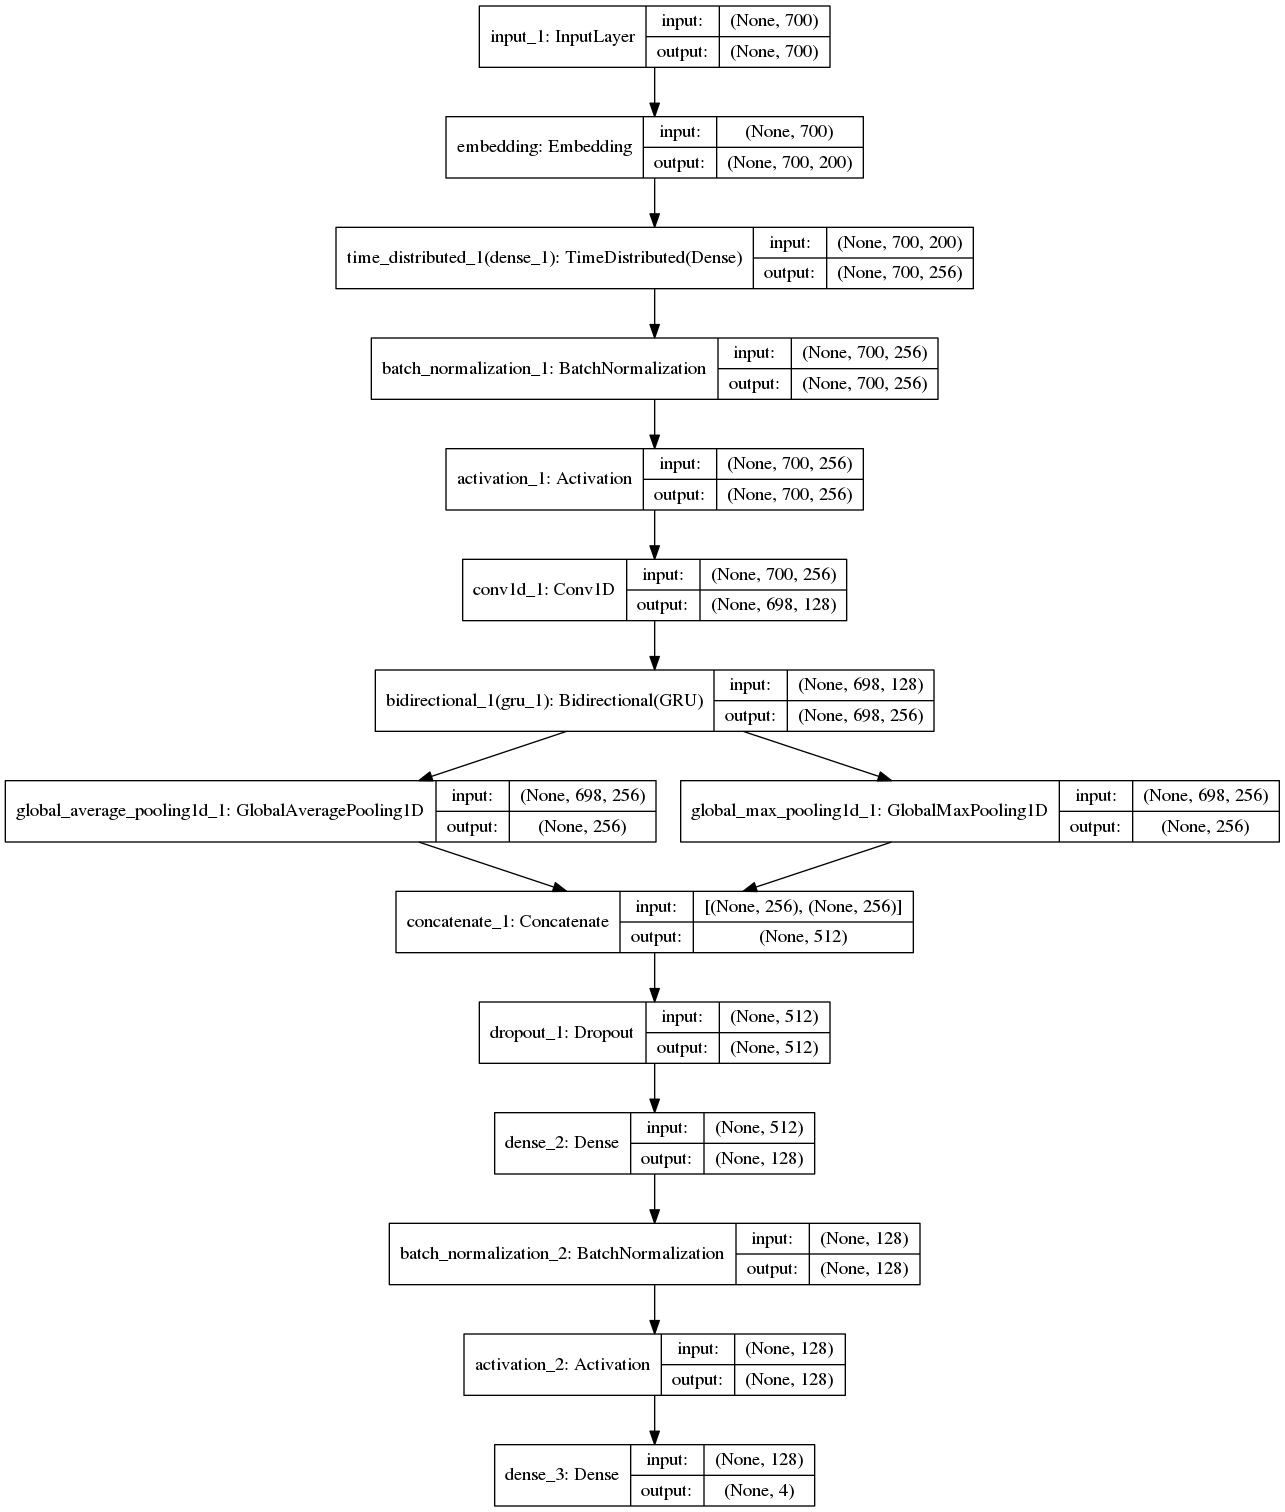 input_1: InputLayer
input: (None, 700)
output: (None, 700)
embedding: Embedding
input: (None, 700)
output: (None, 700, 200)
time_distributed_1(dense_1): TimeDistributed(Dense)
input: (None, 700, 200)
output: (None, 700, 256)
batch_normalization_1: BatchNormalization
input: (None, 700, 256)
output: (None, 700, 256)
activation_1: Activation
input: (None, 700, 256)
output: (None, 700, 256)
conv1d_1: Conv1D
input: (None, 700, 256)
output: (None, 698, 128)
bidirectional_1(gru_1): Bidirectional(GRU)
input: (None, 698, 128)
output: (None, 698, 256)
global_average_pooling1d_1: GlobalAveragePooling1D
input: (None, 698, 256)
output: (None, 256)
global_max_pooling1d_1: GlobalMaxPooling1D
input: (None, 698, 256)
output: (None, 256)
concatenate_1: Concatenate
input: [(None, 256), (None, 256)]
output: (None, 512)
dropout_1: Dropout
input: (None, 512)
output: (None, 512)
dense_2: Dense
input: (None, 512)
output: (None, 128)
batch_normalization_2: BatchNormalization
input: (None, 128)
output: (None, 128)
activation_2: Activation
input: (None, 128)
output: (None, 128)
dense_3: Dense
input: (None, 128)
output: (None, 4)